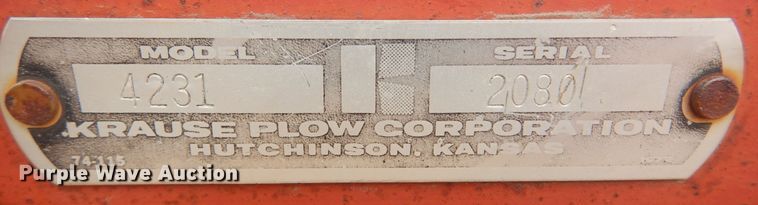 MODEL SERIAL
4231 2080
KRAUSE PLOW CORPORATION
HUTCHINSON, KANSAS
74-115
Purple Wave Auction